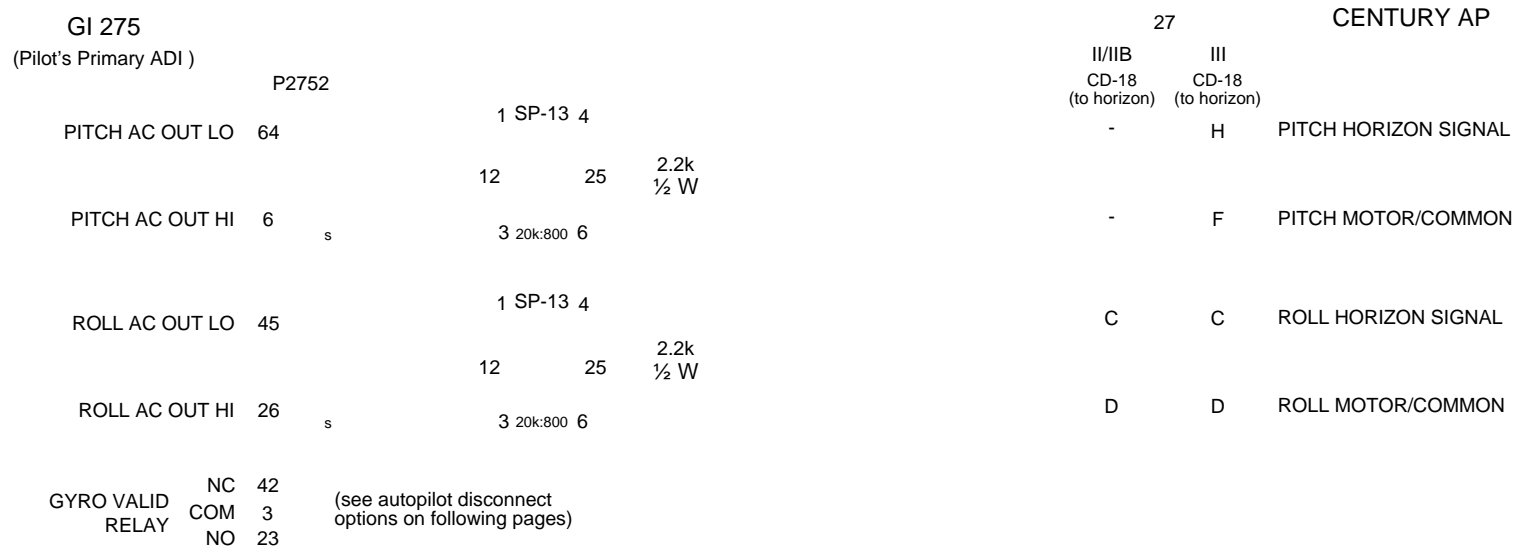 GI 275
(Pilot's Primary ADI )
P2752
27
CENTURY AP
II/IIB III
CD-18 CD-18
(to horizon) (to horizon)
1 SP-13 4
PITCH AC OUT LO 64
- H PITCH HORIZON SIGNAL
12 25 2.2k
½ W
PITCH AC OUT HI 6
s 3 20k:800 6
- F PITCH MOTOR/COMMON
1 SP-13 4
ROLL AC OUT LO 45
C C ROLL HORIZON SIGNAL
12 25 2.2k
½ W
ROLL AC OUT HI 26
s 3 20k:800 6
D D ROLL MOTOR/COMMON
GYRO VALID
RELAY
NC 42
COM 3
NO 23
(see autopilot disconnect
options on following pages)